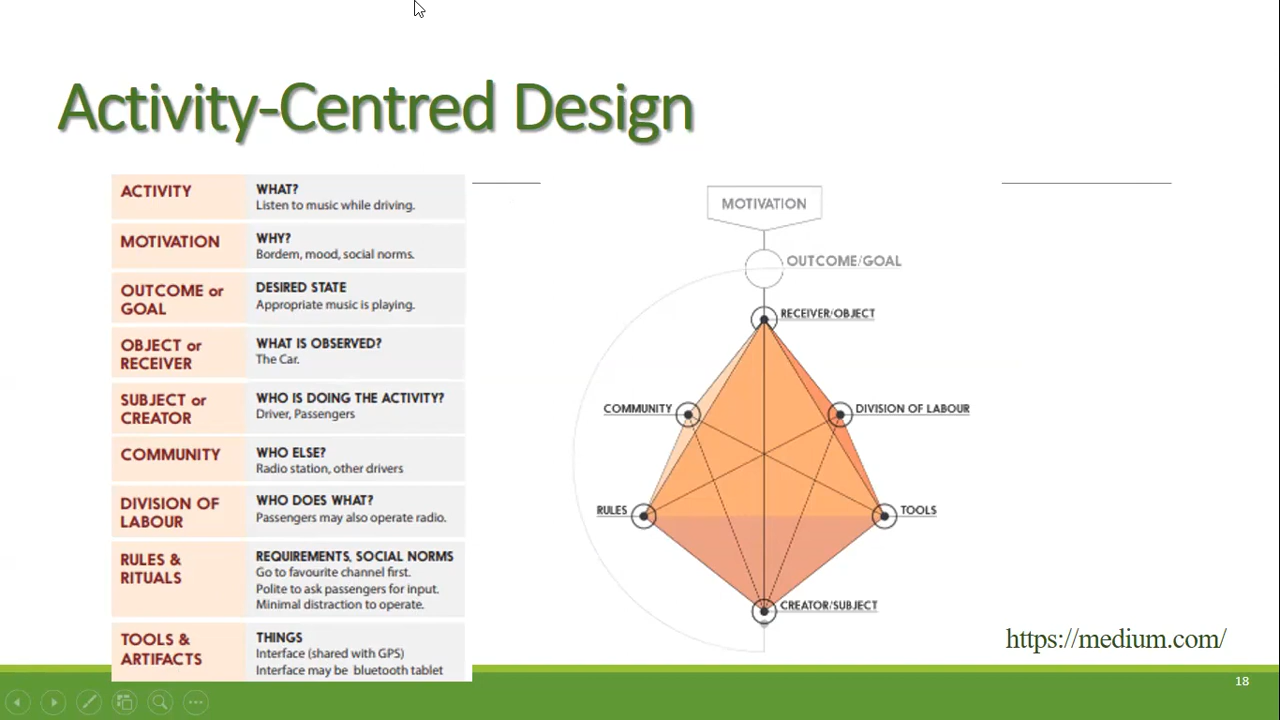 Activity-Centred Design
ACTIVITY
WHAT?
Listen to music while driving.
MOTIVATION
WHY?
Bordem, mood, social norms.
OUTCOME or
GOAL
DESIRED STATE
Appropriate music is playing.
OBJECT or
RECEIVER
WHAT IS OBSERVED?
The Car.
SUBJECT or
CREATOR
WHO IS DOING THE ACTIVITY?
Driver, Passengers
COMMUNITY
WHO ELSE?
Radio station, other drivers
DIVISION OF
LABOUR
WHO DOES WHAT?
Passengers may also operate radio.
RULES &
RITUALS
REQUIREMENTS, SOCIAL NORMS
Go to favourite channel first.
Polite to ask passengers for input.
Minimal distraction to operate.
TOOLS &
ARTIFACTS
THINGS
Interface (shared with GPS)
Interface may be bluetooth tablet
MOTIVATION
OUTCOME/GOAL
RECEIVER/OBJECT
COMMUNITY
DIVISION OF LABOUR
RULES
TOOLS
CREATOR/SUBJECT
https://medium.com/
18